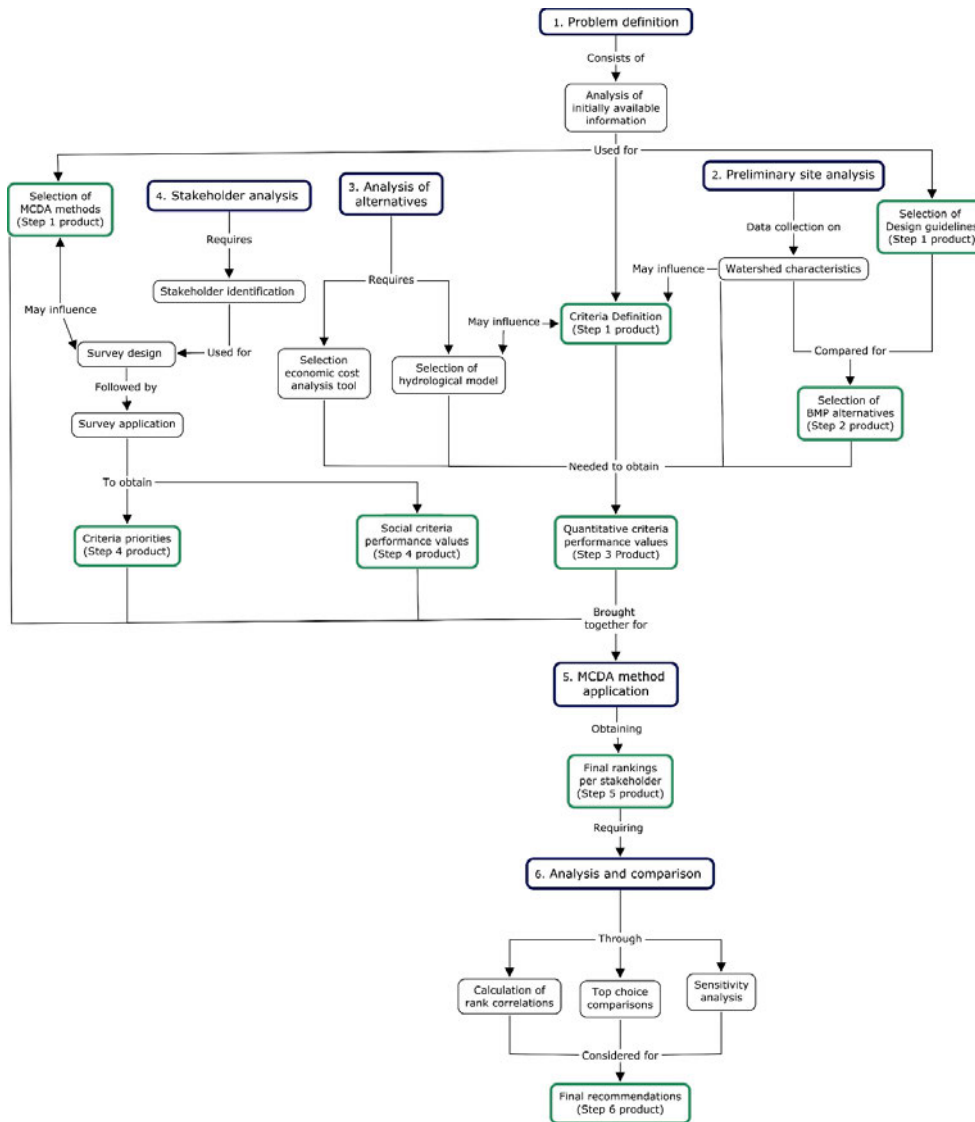 1. Problem definition
Consists of
Analysis of
initially available
information
Used for
Selection of
MCDA methods
(Step 1 product)
4. Stakeholder analysis
3. Analysis of
alternatives
2. Preliminary site analysis
Selection of
Design guidelines
(Step 1 product)
Requires
Data collection on
Stakeholder identification
Requires
May influence
Watershed characteristics
May influence
May influence
Criteria Definition
(Step 1 product)
Survey design
Used for
Selection
economic cost
analysis tool
Selection of
hydrological model
Compared for
Followed by
Survey application
Selection of
BMP alternatives
(Step 2 product)
Needed to obtain
To obtain
Criteria priorities
(Step 4 product)
Social criteria
performance values
(Step 4 product)
Quantitative criteria
performance values
(Step 3 Product)
Brought
together for
5. MCDA method
application
Obtaining
Final rankings
per stakeholder
(Step 5 product)
Requiring
6. Analysis and comparison
Through
Calculation of
rank correlations
Top choice
comparisons
Sensitivity
analysis
Considered for
Final recommendations
(Step 6 product)